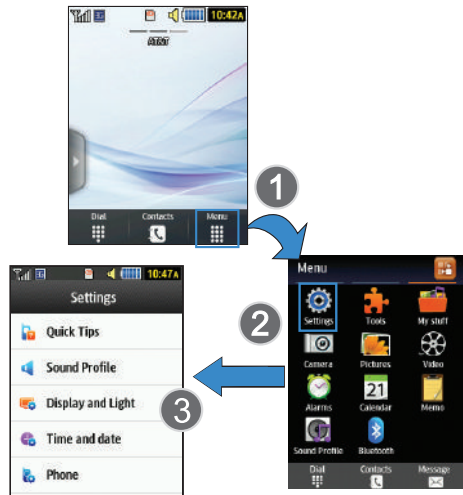 10:42A
AT&T
Dial Contacts Menu
1
Menu
Settings Tools My stuff
Camera Pictures Video
21
Alarms Calendar Memo
Sound Profile Bluetooth
Dial Contacts Message
2
10:47A
Settings
Quick Tips
Sound Profile
Display and Light
3
Time and date
Phone